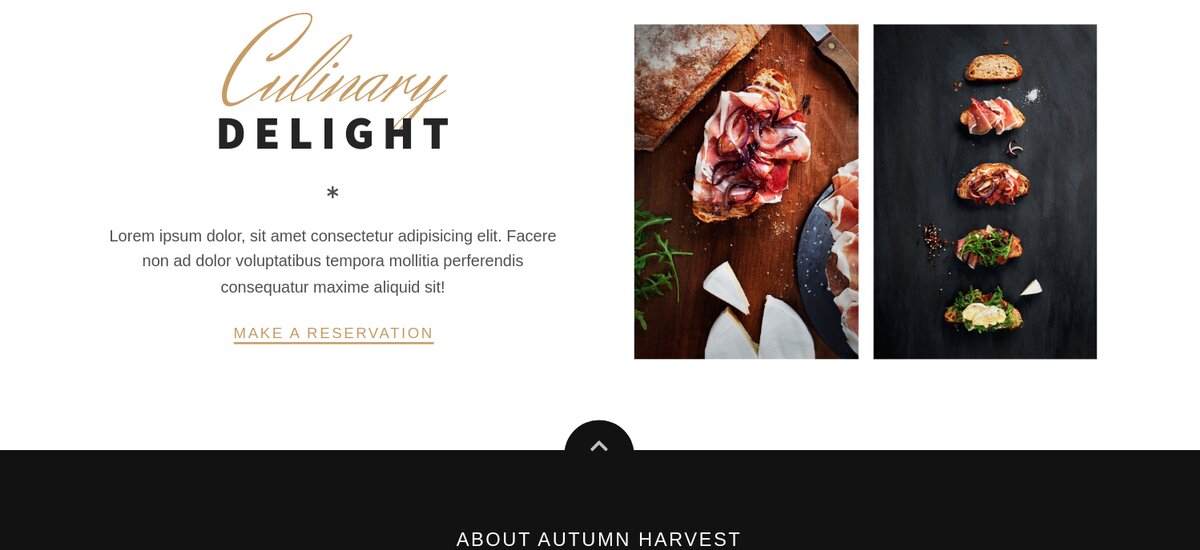 Culinary
DELIGHT
*
Lorem ipsum dolor, sit amet consectetur adipisicing elit. Facere
non ad dolor voluptatibus tempora mollitia perferendis
consequatur maxime aliquid sit!
MAKE A RESERVATION
ABOUT AUTUMN HARVEST